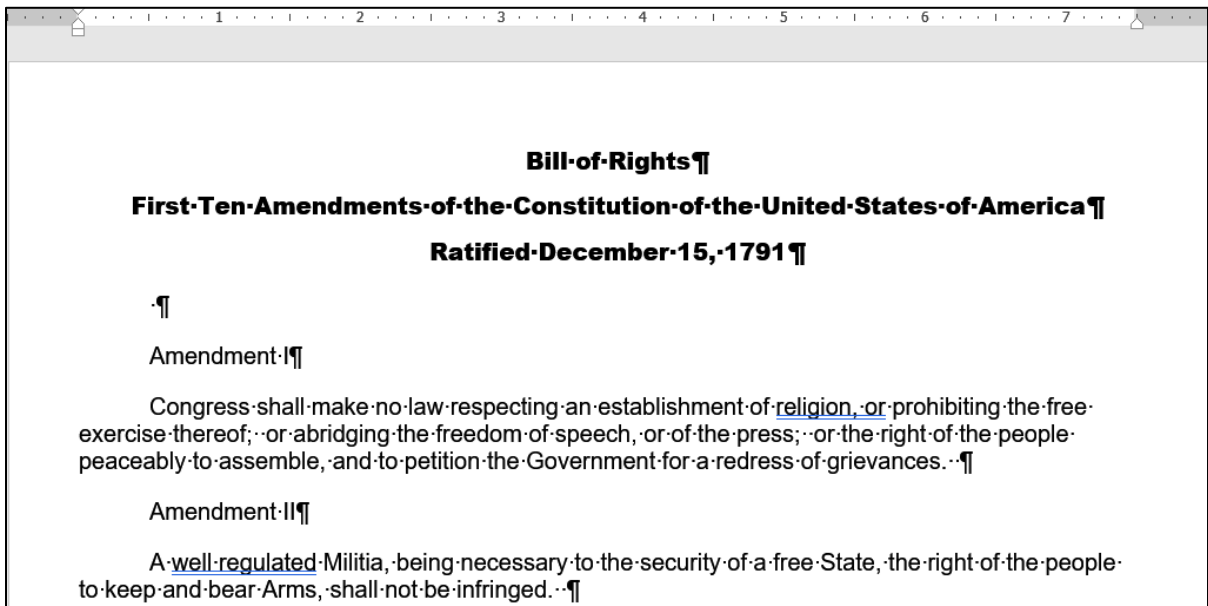 1 2 3 4 5 6 7
Bill·of·Rights¶
First·Ten·Amendments·of·the·Constitution·of·the·United·States·of·America¶
Ratified·December·15,·1791¶
·¶
Amendment·I¶
Congress·shall·make·no·law·respecting·an·establishment·of·religion,·or·prohibiting·the·free·
exercise·thereof;··or·abridging·the·freedom·of·speech,·or·of·the·press;··or·the·right·of·the·people·
peaceably·to·assemble,·and·to·petition·the·Government·for·a·redress·of·grievances.··¶
Amendment·II¶
A·well·regulated·Militia,·being·necessary·to·the·security·of·a·free·State,·the·right·of·the·people·
to·keep·and·bear·Arms,·shall·not·be·infringed.··¶